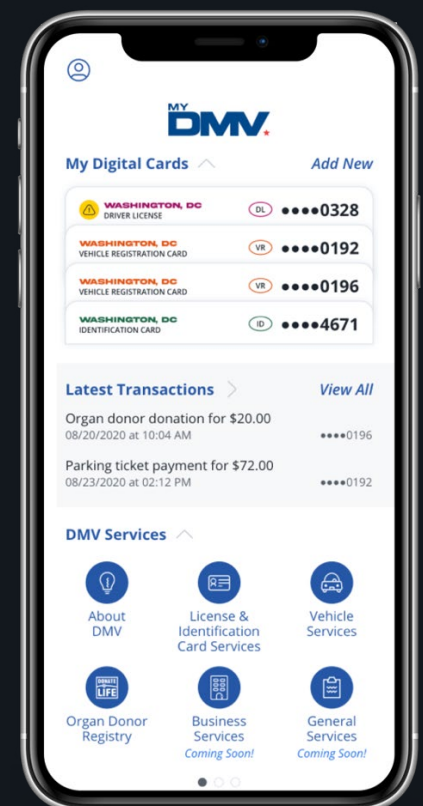 MY
DMV
My Digital Cards
Add New
WASHINGTON, DC
DRIVER LICENSE
DL
••••0328
WASHINGTON, DC
VEHICLE REGISTRATION CARD
VR
••••0192
WASHINGTON, DC
VEHICLE REGISTRATION CARD
VR
••••0196
WASHINGTON, DC
IDENTIFICATION CARD
ID
••••4671
Latest Transactions
View All
Organ donor donation for $20.00
08/20/2020 at 10:04 AM
••••0196
Parking ticket payment for $72.00
08/23/2020 at 02:12 PM
••••0192
DMV Services
About
DMV
License &
Identification
Card Services
Vehicle
Services
DONATE
LIFE
Organ Donor
Registry
Business
Services
Coming Soon!
General
Services
Coming Soon!